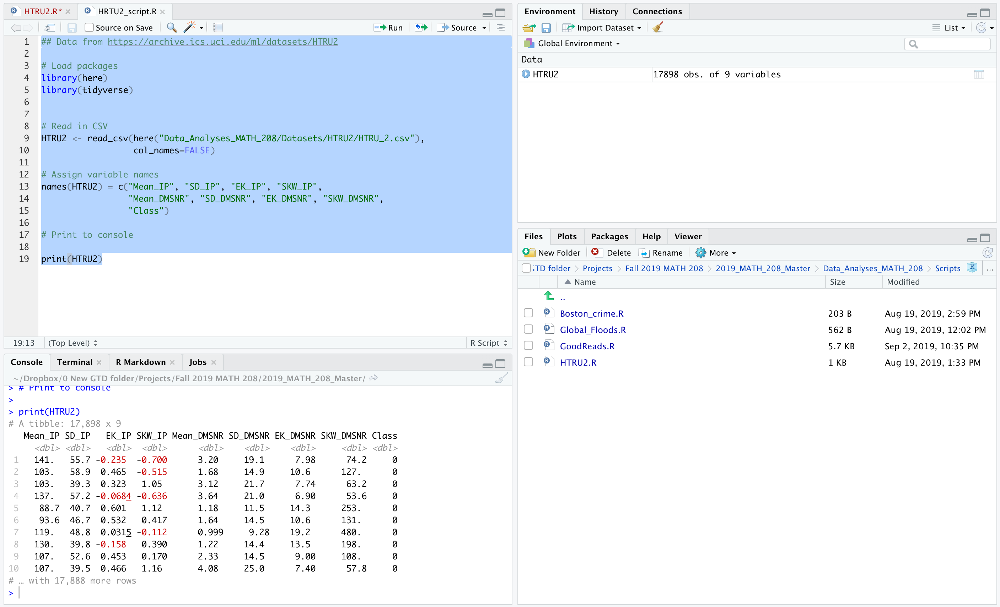 HTRU2.R* HRTU2_script.R
Source on Save Run Source
1 ## Data from https://archive.ics.uci.edu/ml/datasets/HTRU2
2
3 # Load packages
4 library(here)
5 library(tidyverse)
6
7
8 # Read in CSV
9 HTRU2 <- read_csv(here("Data_Analyses_MATH_208/Datasets/HTRU2/HTRU_2.csv"),
10 col_names=FALSE)
11
12 # Assign variable names
13 names(HTRU2) = c("Mean_IP", "SD_IP", "EK_IP", "SKW_IP",
14 "Mean_DMSNR", "SD_DMSNR", "EK_DMSNR", "SKW_DMSNR",
15 "Class")
16
17 # Print to console
18
19 print(HTRU2)
19:13 (Top Level) R Script
Console Terminal R Markdown Jobs
~/Dropbox/0 New GTD folder/Projects/Fall 2019 MATH 208/2019_MATH_208_Master/
> # Print to console
>
> print(HTRU2)
# A tibble: 17,898 x 9
Mean_IP SD_IP EK_IP SKW_IP Mean_DMSNR SD_DMSNR EK_DMSNR SKW_DMSNR Class
<dbl> <dbl> <dbl> <dbl> <dbl> <dbl> <dbl> <dbl> <dbl>
1 141. 55.7 -0.235 -0.700 3.20 19.1 7.98 74.2 0
2 103. 58.9 0.465 -0.515 1.68 14.9 10.6 127. 0
3 103. 39.3 0.323 1.05 3.12 21.7 7.74 63.2 0
4 137. 57.2 -0.0684 -0.636 3.64 21.0 6.90 53.6 0
5 88.7 40.7 0.601 1.12 1.18 11.5 14.3 253. 0
6 93.6 46.7 0.532 0.417 1.64 14.5 10.6 131. 0
7 119. 48.8 0.0315 -0.112 0.999 9.28 19.2 480. 0
8 130. 39.8 -0.158 0.390 1.22 14.4 13.5 198. 0
9 107. 52.6 0.453 0.170 2.33 14.5 9.00 108. 0
10 107. 39.5 0.466 1.16 4.08 25.0 7.40 57.8 0
# … with 17,888 more rows
>
Environment History Connections
Import Dataset List
Global Environment
Data
HTRU2 17898 obs. of 9 variables
Files Plots Packages Help Viewer
New Folder Delete Rename More
GTD folder Projects Fall 2019 MATH 208 2019_MATH_208_Master Data_Analyses_MATH_208 Scripts ...
Name Size Modified
..
Boston_crime.R 203 B Aug 19, 2019, 2:59 PM
Global_Floods.R 562 B Aug 19, 2019, 12:02 PM
GoodReads.R 5.7 KB Sep 2, 2019, 10:35 PM
HTRU2.R 1 KB Aug 19, 2019, 1:33 PM